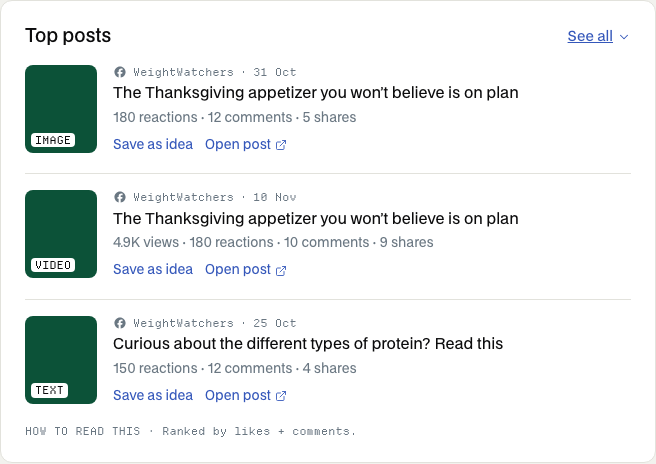 Top posts
See all
WeightWatchers · 31 Oct
The Thanksgiving appetizer you won't believe is on plan
180 reactions · 12 comments · 5 shares
IMAGE
Save as idea Open post
WeightWatchers · 10 Nov
The Thanksgiving appetizer you won't believe is on plan
4.9K views · 180 reactions · 10 comments · 9 shares
VIDEO
Save as idea Open post
WeightWatchers · 25 Oct
Curious about the different types of protein? Read this
150 reactions · 12 comments · 4 shares
TEXT
Save as idea Open post
HOW TO READ THIS · Ranked by likes + comments.